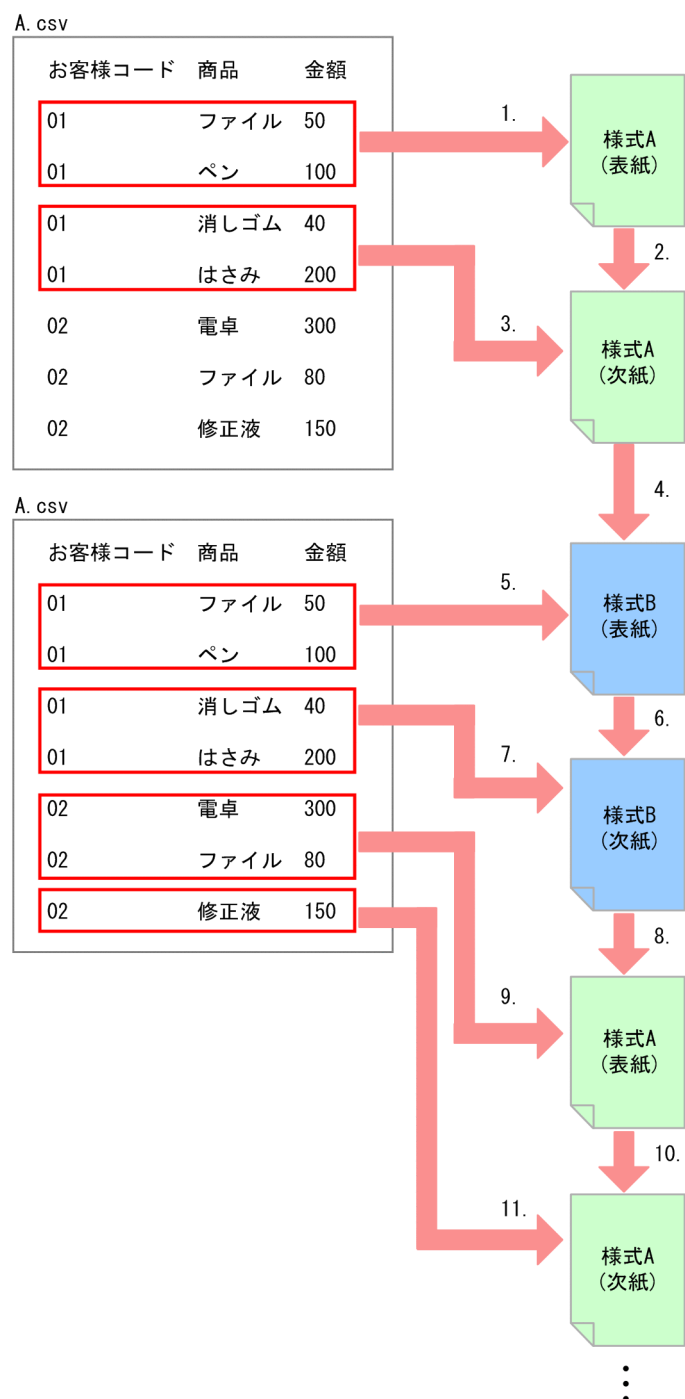 A.csv
お客様コード 商品 金額
01 ファイル 50
01 ペン 100
01 消しゴム 40
01 はさみ 200
02 電卓 300
02 ファイル 80
02 修正液 150
1.
様式A
(表紙)
2.
3.
様式A
(次紙)
4.
A.csv
お客様コード 商品 金額
01 ファイル 50
01 ペン 100
01 消しゴム 40
01 はさみ 200
02 電卓 300
02 ファイル 80
02 修正液 150
5.
様式B
(表紙)
6.
7.
様式B
(次紙)
8.
9.
様式A
(表紙)
10.
11.
様式A
(次紙)